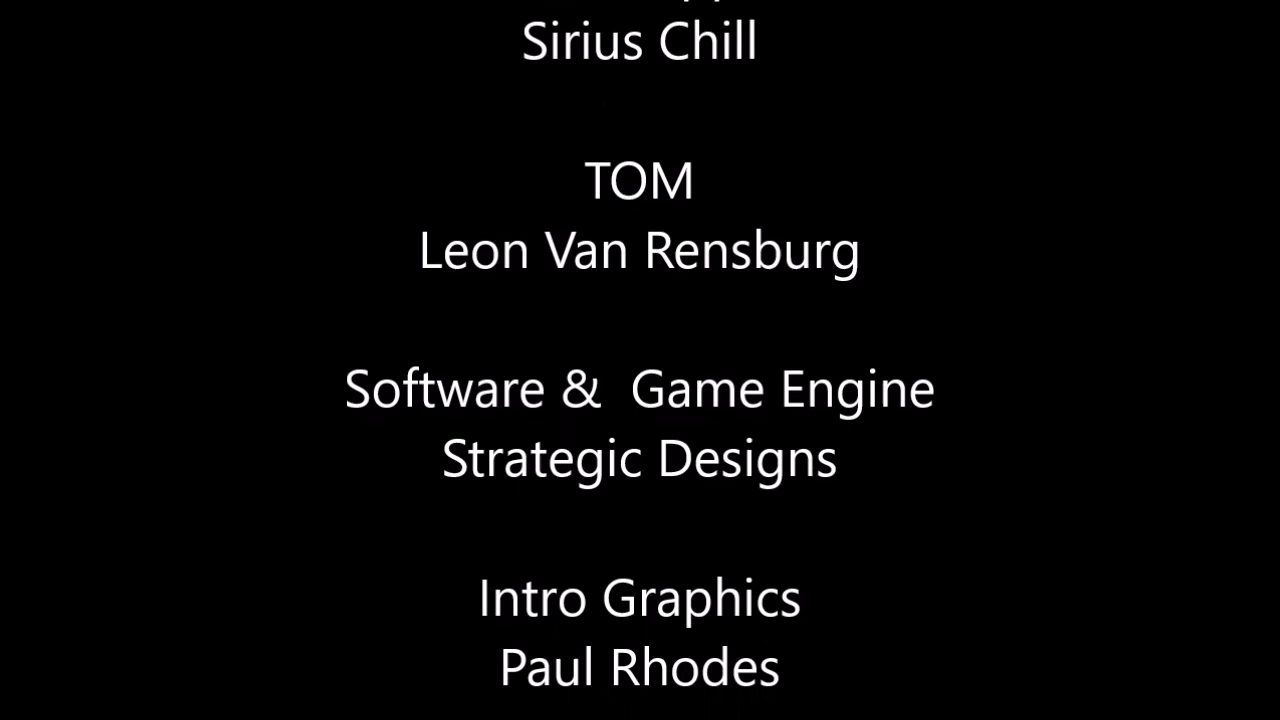 Sirius Chill
TOM
Leon Van Rensburg
Software &  Game Engine
Strategic Designs
Intro Graphics
Paul Rhodes